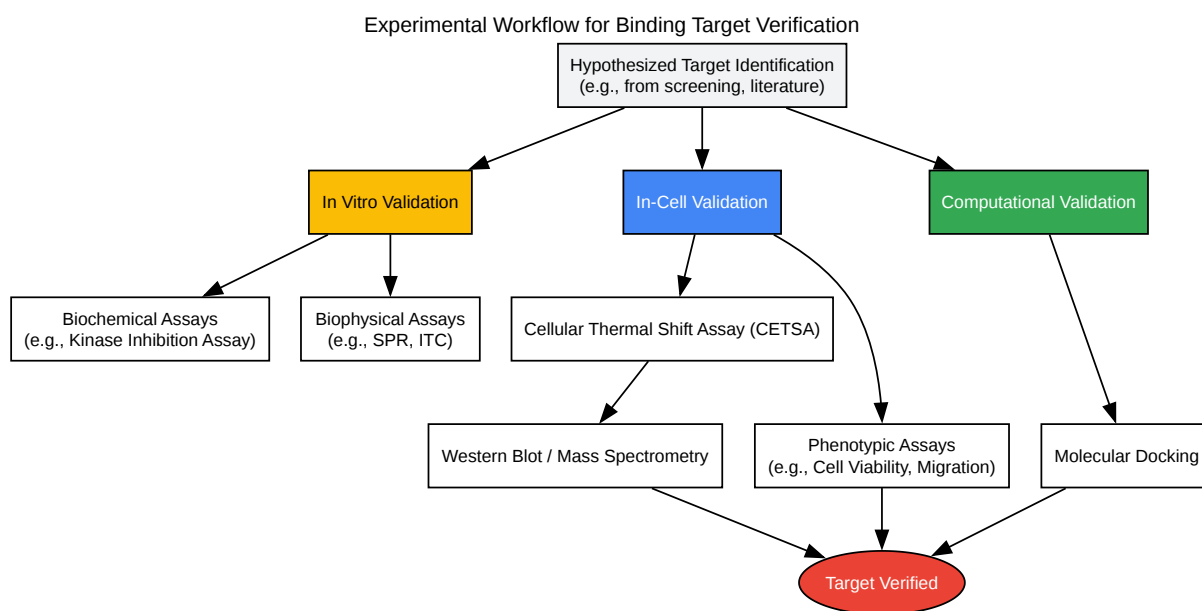 Experimental Workflow for Binding Target Verification
Hypothesized Target Identification
(e.g., from screening, literature)
In Vitro Validation
In-Cell Validation
Computational Validation
Biochemical Assays
(e.g., Kinase Inhibition Assay)
Biophysical Assays
(e.g., SPR, ITC)
Cellular Thermal Shift Assay (CETSA)
Western Blot / Mass Spectrometry
Phenotypic Assays
(e.g., Cell Viability, Migration)
Molecular Docking
Target Verified